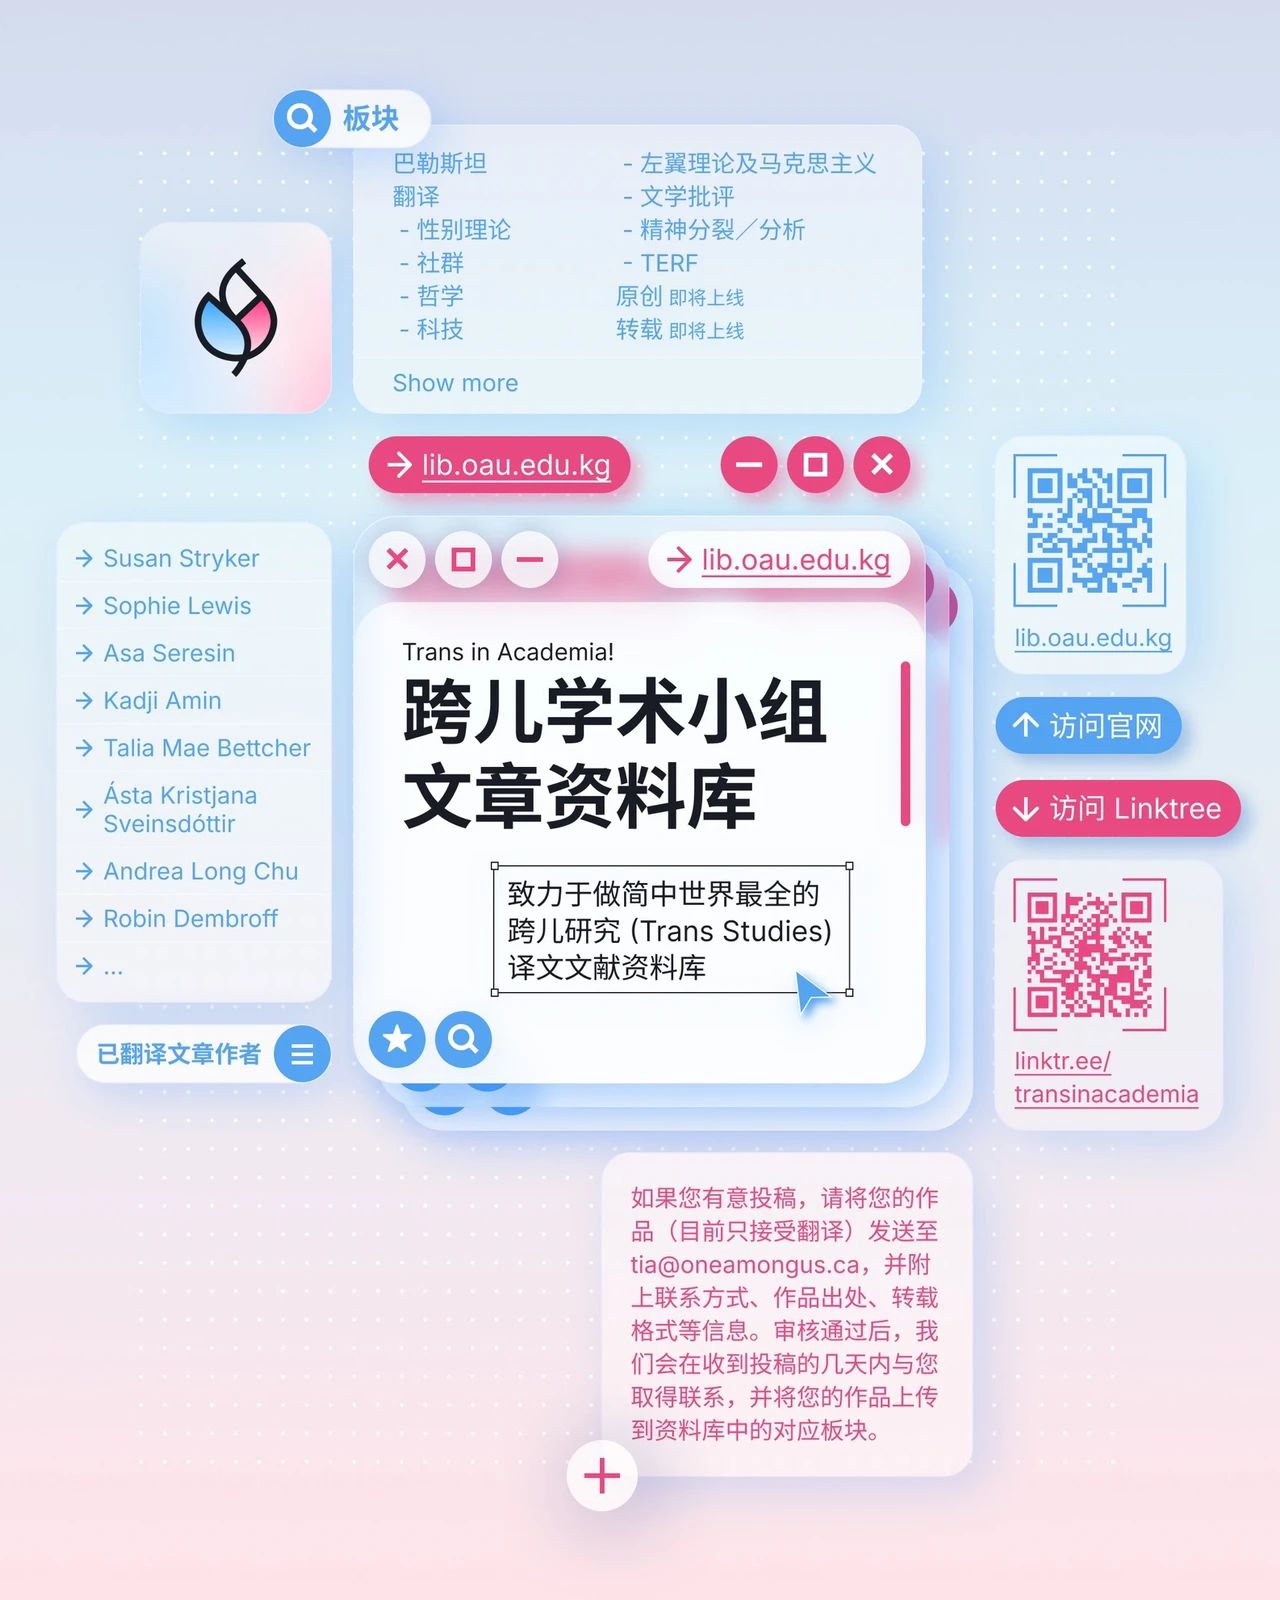 板块
巴勒斯坦
翻译
- 性别理论
- 社群
- 哲学
- 科技
- 左翼理论及马克思主义
- 文学批评
- 精神分裂／分析
- TERF
原创 即将上线
转载 即将上线
Show more
lib.oau.edu.kg
lib.oau.edu.kg
Trans in Academia!
跨儿学术小组
文章资料库
致力于做简中世界最全的
跨儿研究 (Trans Studies)
译文文献资料库
Susan Stryker
Sophie Lewis
Asa Seresin
Kadji Amin
Talia Mae Bettcher
Ásta Kristjana
Sveinsdóttir
Andrea Long Chu
Robin Dembroff
...
已翻译文章作者
lib.oau.edu.kg
访问官网
访问 Linktree
linktr.ee/
transinacademia
如果您有意投稿，请将您的作
品（目前只接受翻译）发送至
tia@oneamongus.ca，并附
上联系方式、作品出处、转载
格式等信息。审核通过后，我
们会在收到投稿的几天内与您
取得联系，并将您的作品上传
到资料库中的对应板块。